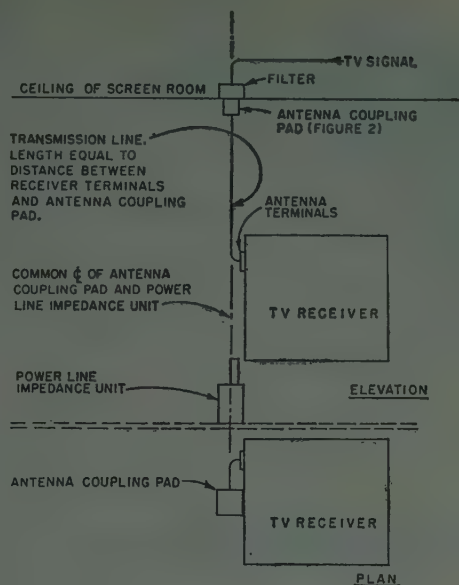 TV SIGNAL
FILTER
CEILING OF SCREEN ROOM
ANTENNA COUPLING
PAD (FIGURE 2)
TRANSMISSION LINE.
LENGTH EQUAL TO
DISTANCE BETWEEN
RECEIVER TERMINALS
AND ANTENNA COUPLING
PAD.
ANTENNA
TERMINALS
COMMON ℄ OF ANTENNA
COUPLING PAD AND POWER
LINE IMPEDANCE UNIT
TV RECEIVER
POWER LINE
IMPEDANCE UNIT
ELEVATION
ANTENNA COUPLING PAD
TV RECEIVER
PLAN